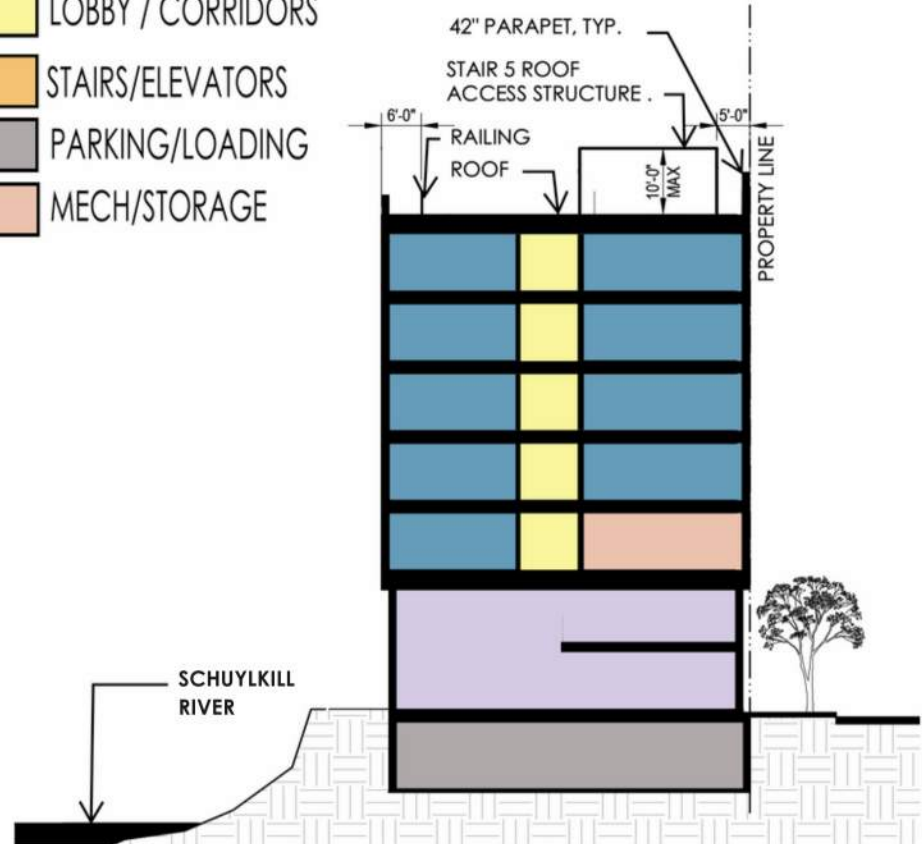 LOBBY / CORRIDORS
STAIRS/ELEVATORS
PARKING/LOADING
MECH/STORAGE
42" PARAPET, TYP.
STAIR 5 ROOF
ACCESS STRUCTURE .
6'-0"
5'-0"
RAILING
ROOF
10'-0"
MAX
PROPERTY LINE
SCHUYLKILL
RIVER